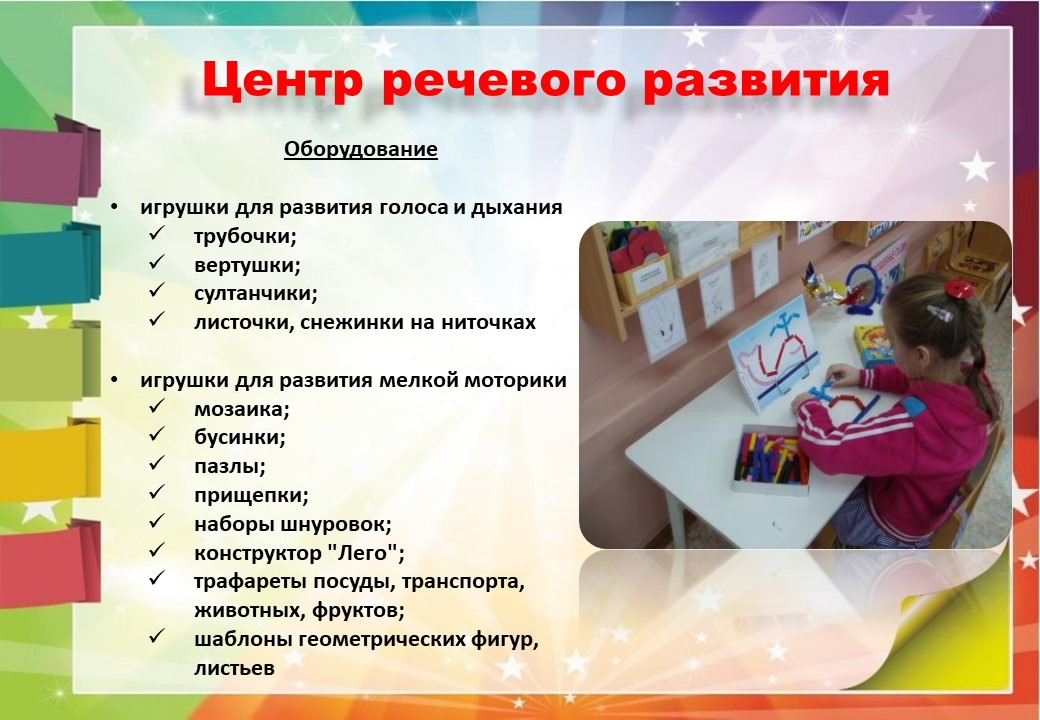 Центр речевого развития
Оборудование
• игрушки для развития голоса и дыхания
✓ трубочки;
✓ вертушки;
✓ султанчики;
✓ листочки, снежинки на ниточках
• игрушки для развития мелкой моторики
✓ мозаика;
✓ бусинки;
✓ пазлы;
✓ прищепки;
✓ наборы шнуровок;
✓ конструктор "Лего";
✓ трафареты посуды, транспорта,
животных, фруктов;
✓ шаблоны геометрических фигур,
листьев